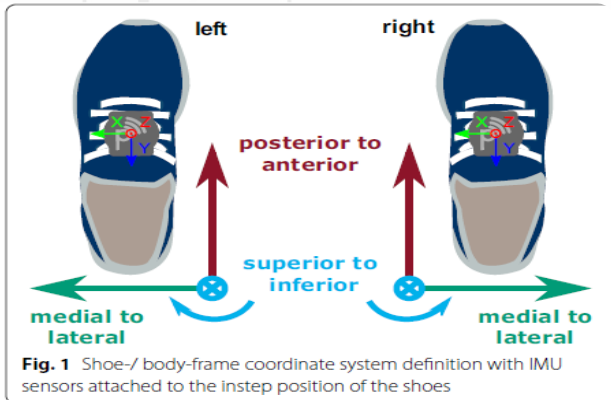 left
right
X Z
P
Y
X Z
P
Y
posterior to
anterior
superior to
inferior
medial to
lateral
medial to
lateral
Fig. 1 Shoe-/ body-frame coordinate system definition with IMU
sensors attached to the instep position of the shoes